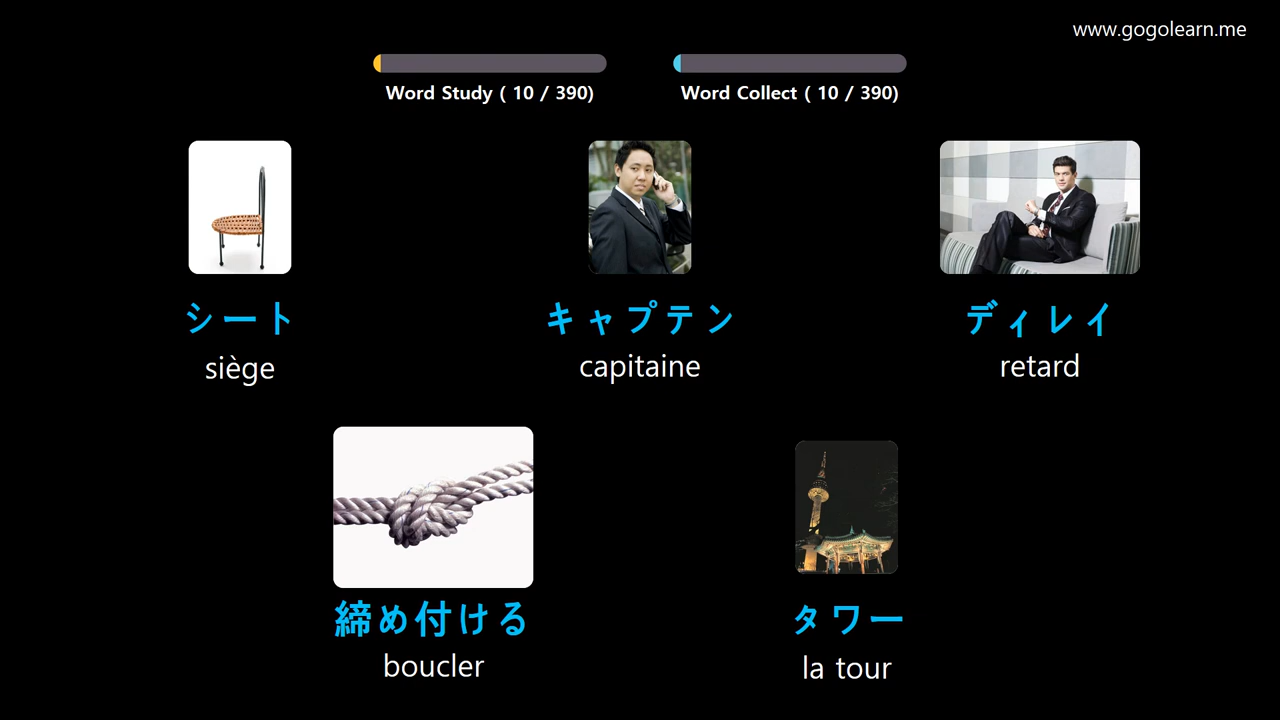 www.gogolearn.me
Word Study ( 10 / 390)
Word Collect ( 10 / 390)
シート
siège
キャプテン
capitaine
ディレイ
retard
締め付ける
boucler
タワー
la tour